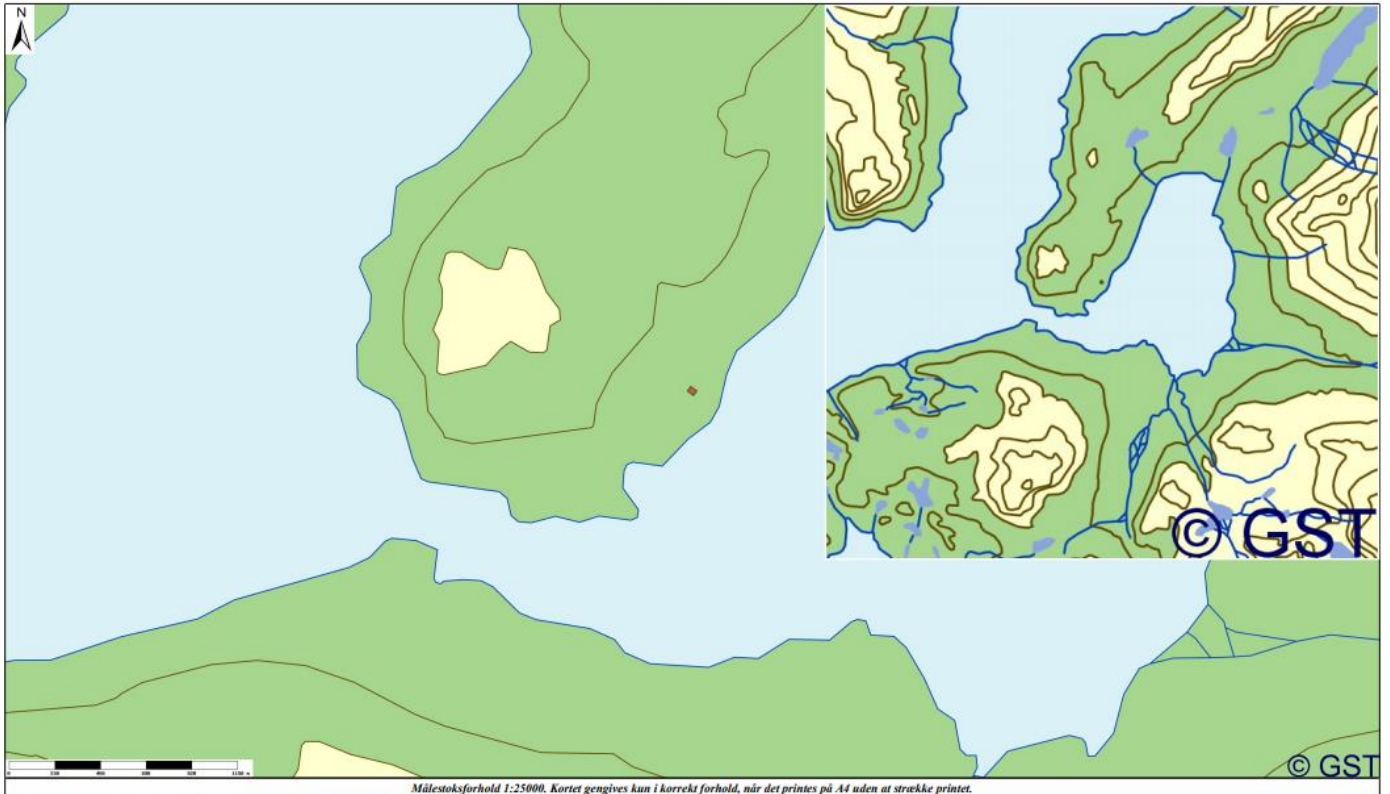 N
© GST
© GST
Målestoksforhold 1:25000. Kortet gengives kun i korrekt forhold, når det printes på A4 uden at strække printet.